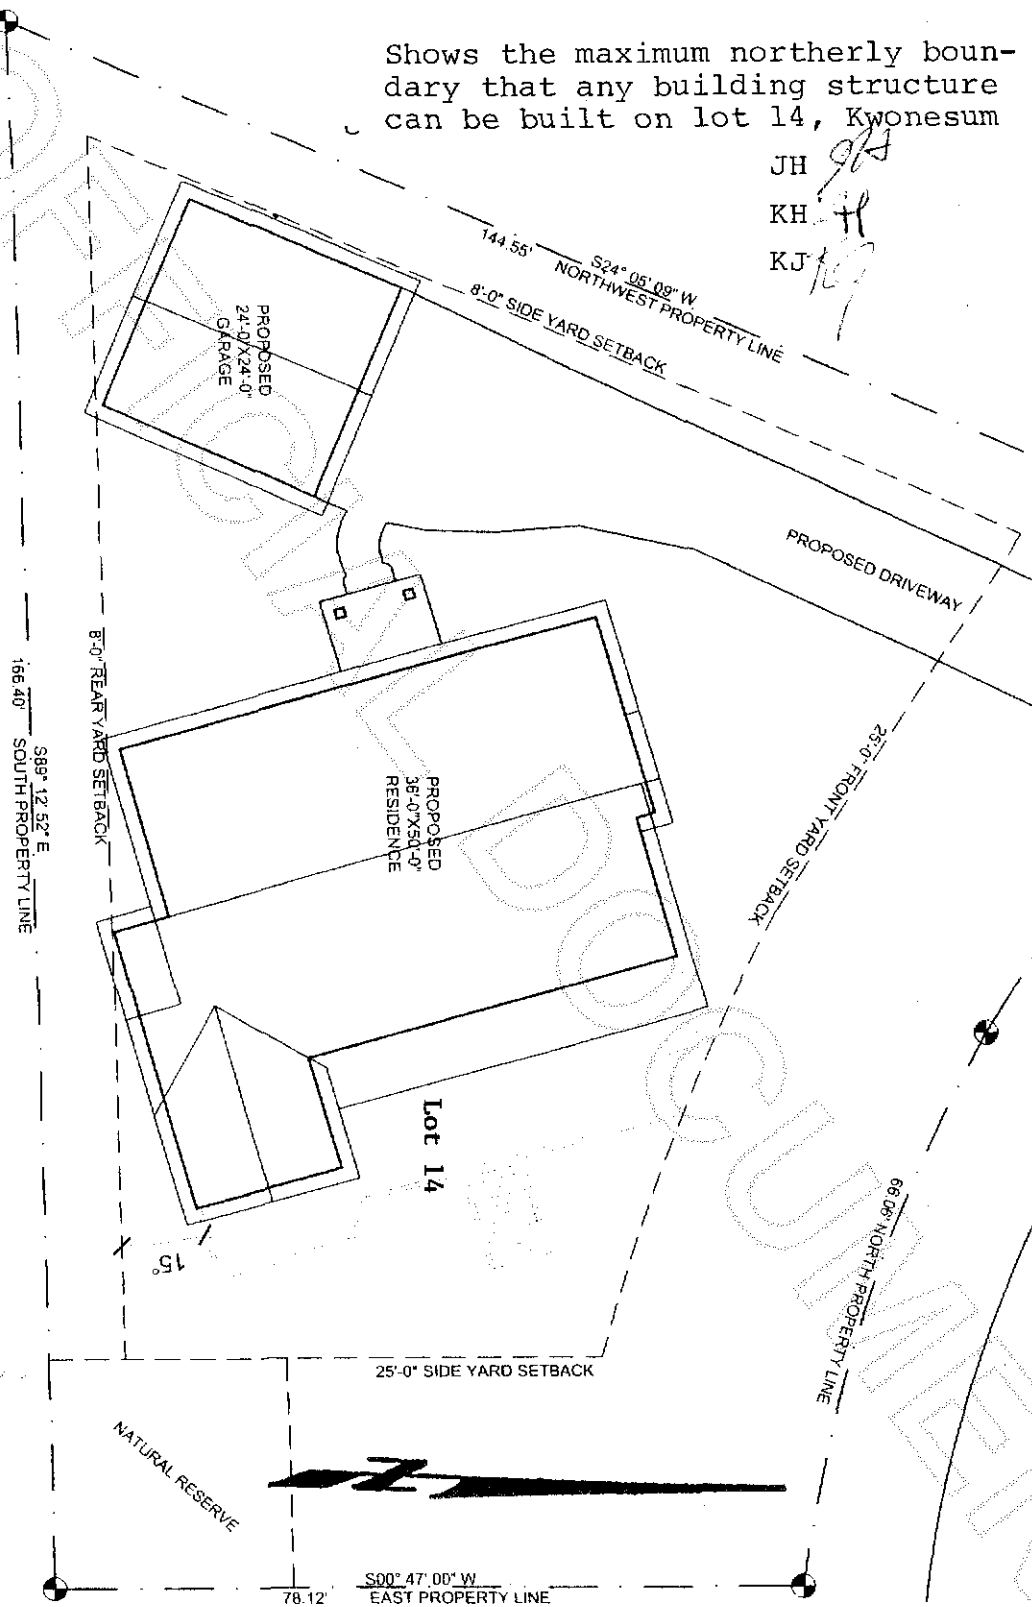 Shows the maximum northerly boun-
dary that any building structure
can be built on lot 14, Kwonesum
JH
KH
KJ
144.55'
S24° 05' 09" W
NORTHWEST PROPERTY LINE
8'-0" SIDE YARD SETBACK
PROPOSED
24'-0"X24'-0"
GARAGE
PROPOSED DRIVEWAY
25'-0" FRONT YARD SETBACK
8'-0" REAR YARD SETBACK
S89° 12' 52" E
166.40' SOUTH PROPERTY LINE
PROPOSED
36'-0"X50'-0"
RESIDENCE
Lot 14
15°
66.06' NORTH PROPERTY LINE
25'-0" SIDE YARD SETBACK
NATURAL RESERVE
N
S00° 47' 00" W
78.12' EAST PROPERTY LINE